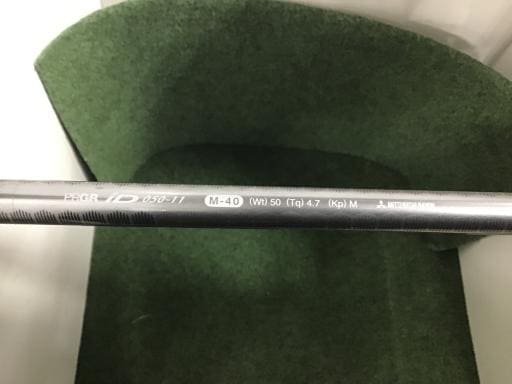 PRGR iD 050-11 M-40 (Wt) 50 (Tq) 4.7 (Kp) M